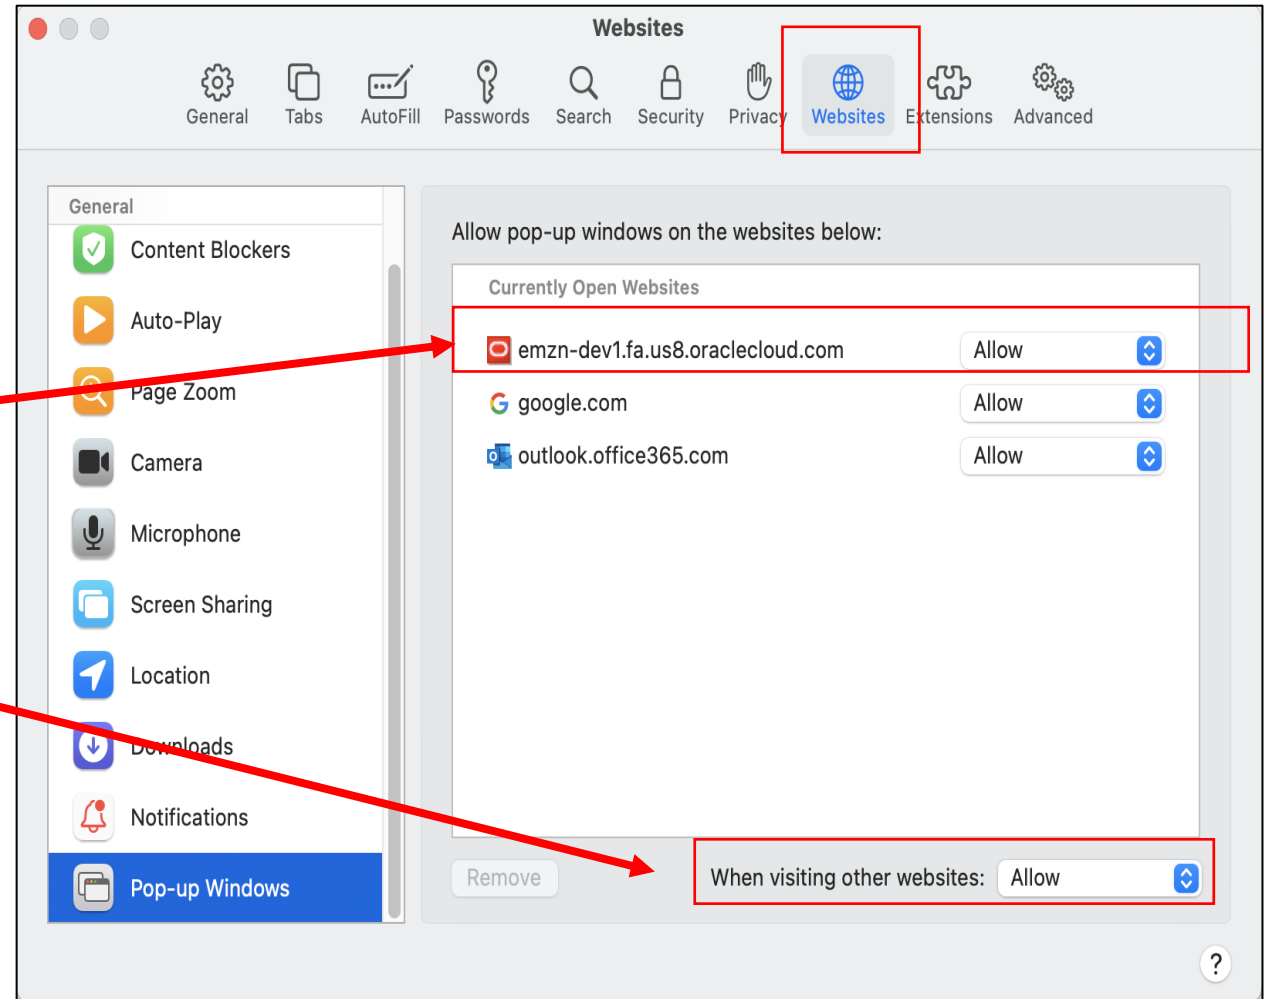 Websites
General Tabs AutoFill Passwords Search Security Privacy Websites Extensions Advanced
General
Content Blockers
Auto-Play
Page Zoom
Camera
Microphone
Screen Sharing
Location
Downloads
Notifications
Pop-up Windows
Allow pop-up windows on the websites below:
Currently Open Websites
emzn-dev1.fa.us8.oraclecloud.com Allow
google.com Allow
outlook.office365.com Allow
Remove When visiting other websites: Allow
?